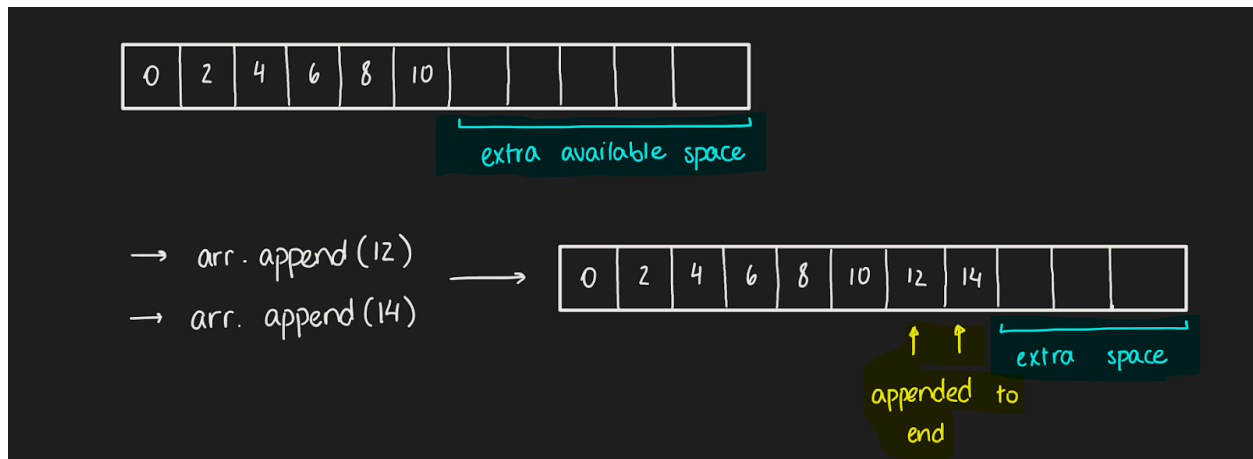 0 2 4 6 8 10
extra available space
→ arr. append (12)
→ arr. append (14)
0 2 4 6 8 10 12 14
extra space
appended to
end